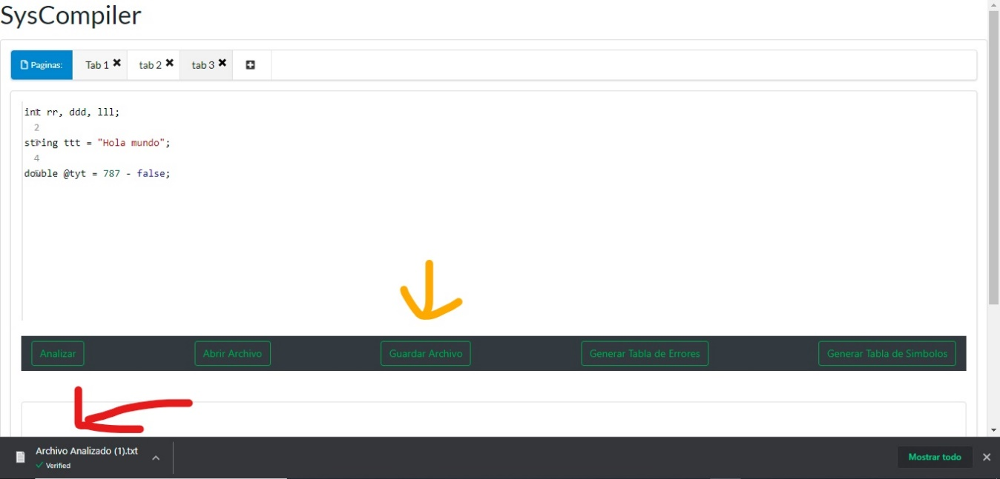 SysCompiler
Paginas: Tab 1 tab 2 tab 3
int rr, ddd, lll;
2
string ttt = "Hola mundo";
4
double @tyt = 787 - false;
Analizar Abrir Archivo Guardar Archivo Generar Tabla de Errores Generar Tabla de Simbolos
Archivo Analizado (1).txt
Verified
Mostrar todo